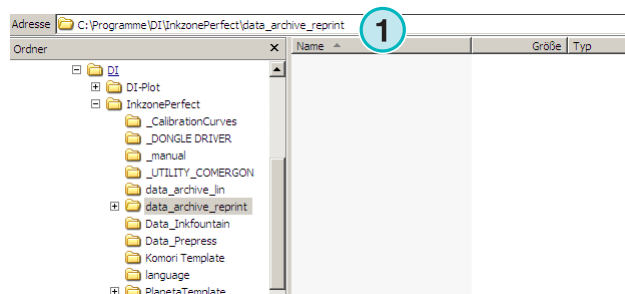 Adresse C:\Programme\DI\InkzonePerfect\data_archive_reprint
1
Ordner x Name Größe Typ
DI
DI-Plot
InkzonePerfect
_CalibrationCurves
_DONGLE DRIVER
_manual
_UTILITY_COMERGON
data_archive_lin
data_archive_reprint
Data_Inkfountain
Data_Prepress
Komori Template
language
PlanetaTemplate